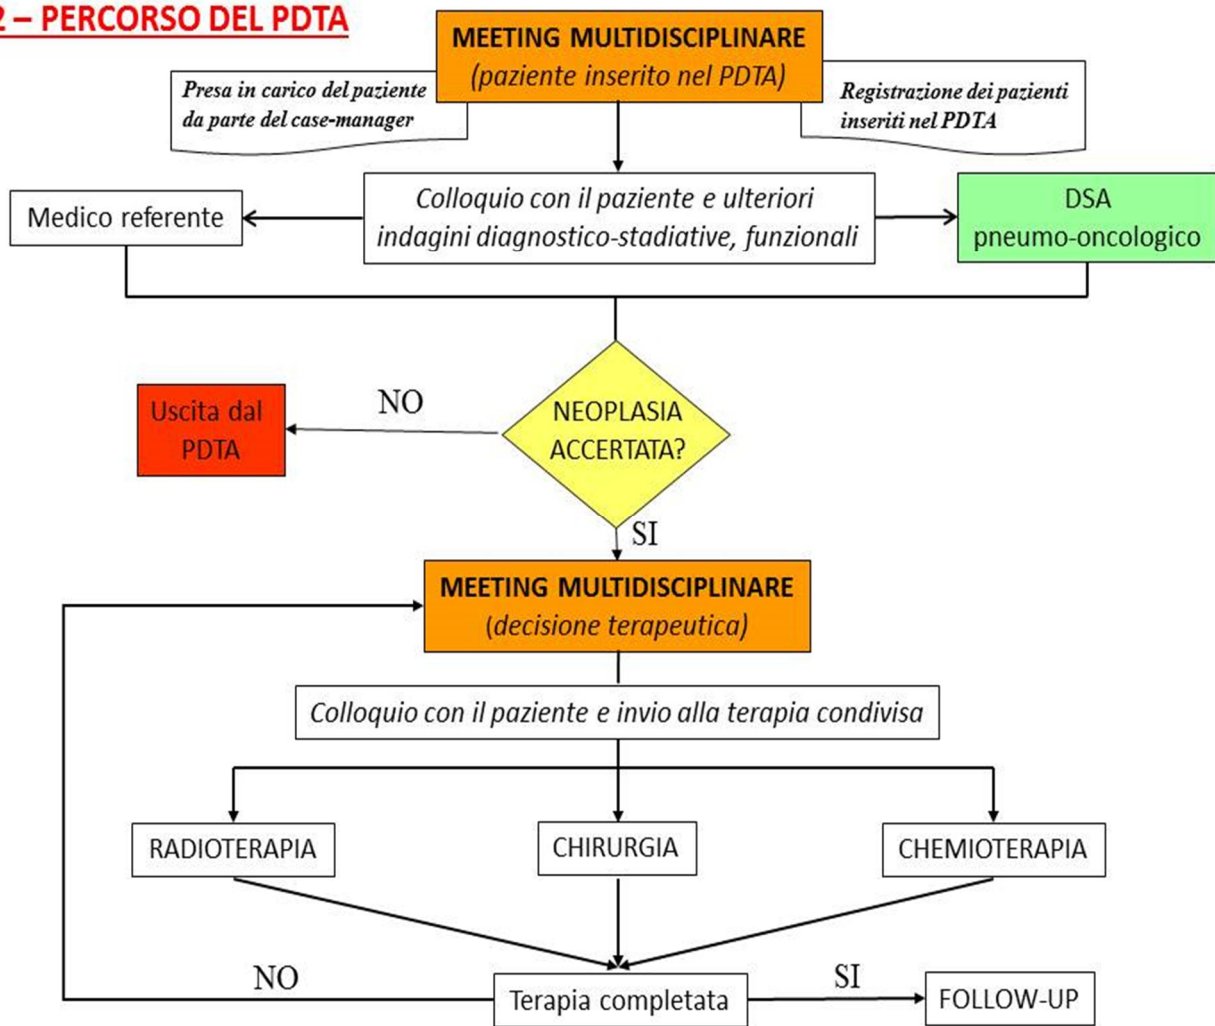 2 – PERCORSO DEL PDTA
MEETING MULTIDISCIPLINARE
(paziente inserito nel PDTA)
Presa in carico del paziente
da parte del case-manager
Registrazione dei pazienti
inseriti nel PDTA
Medico referente
Colloquio con il paziente e ulteriori
indagini diagnostico-stadiative, funzionali
DSA
pneumo-oncologico
Uscita dal
PDTA
NO
NEOPLASIA
ACCERTATA?
SI
MEETING MULTIDISCIPLINARE
(decisione terapeutica)
Colloquio con il paziente e invio alla terapia condivisa
RADIOTERAPIA
CHIRURGIA
CHEMIOTERAPIA
NO
Terapia completata
SI
FOLLOW-UP